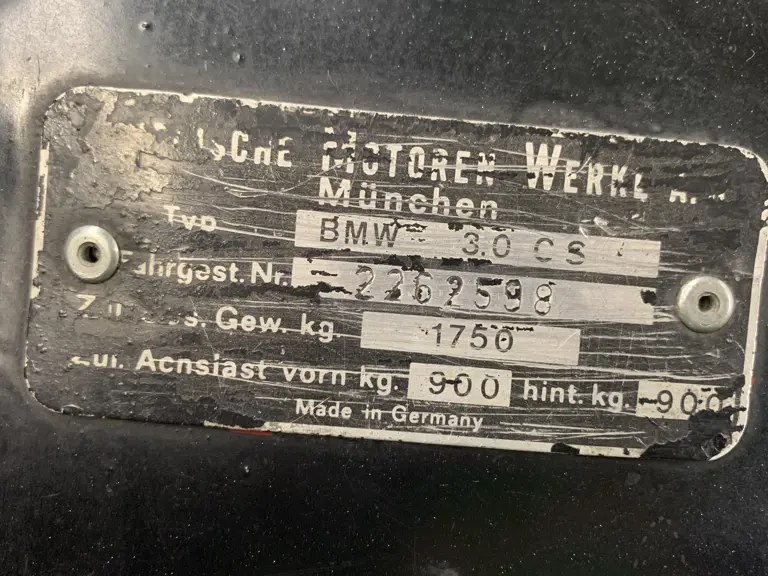 MOTOREN WERKE
München
Typ BMW 3.0 CS
Fahrgest. Nr. 2262598
Gew. kg. 1750
vorn kg. 900 hint. kg. 900
Made in Germany